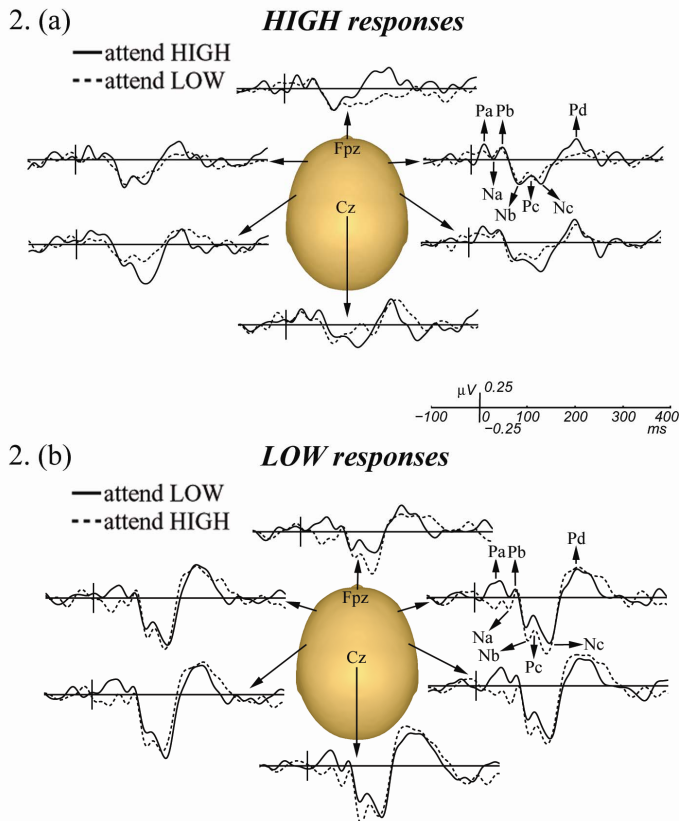 2. (a) HIGH responses
attend HIGH
attend LOW
Fpz
Cz
Pa Pb Pd
Na
Nb Pc Nc
μV 0.25
−100 0 100 200 300 400
−0.25 ms
2. (b) LOW responses
attend LOW
attend HIGH
Fpz
Cz
Pa Pb Pd
Na
Nb Pc Nc